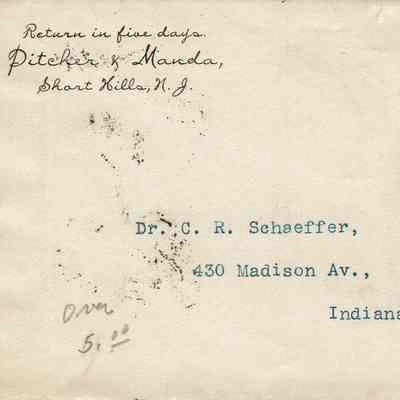 Return in five days.
Pitcher & Manda,
Short Hills, N. J.
Dr. C. R. Schaeffer,
430 Madison Av.,
Indiana
Over
5.00